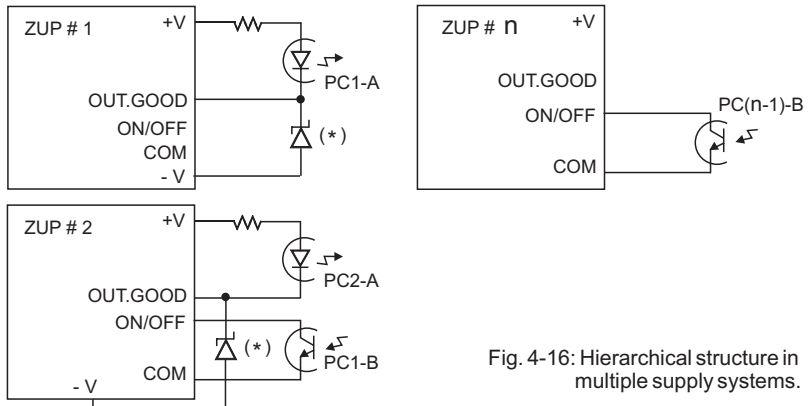 ZUP # 1
+V
PC1-A
OUT.GOOD
ON/OFF
(*)
COM
- V
ZUP # n
+V
OUT.GOOD
PC(n-1)-B
ON/OFF
COM
ZUP # 2
+V
PC2-A
OUT.GOOD
ON/OFF
(*)
PC1-B
COM
- V
Fig. 4-16: Hierarchical structure in
multiple supply systems.